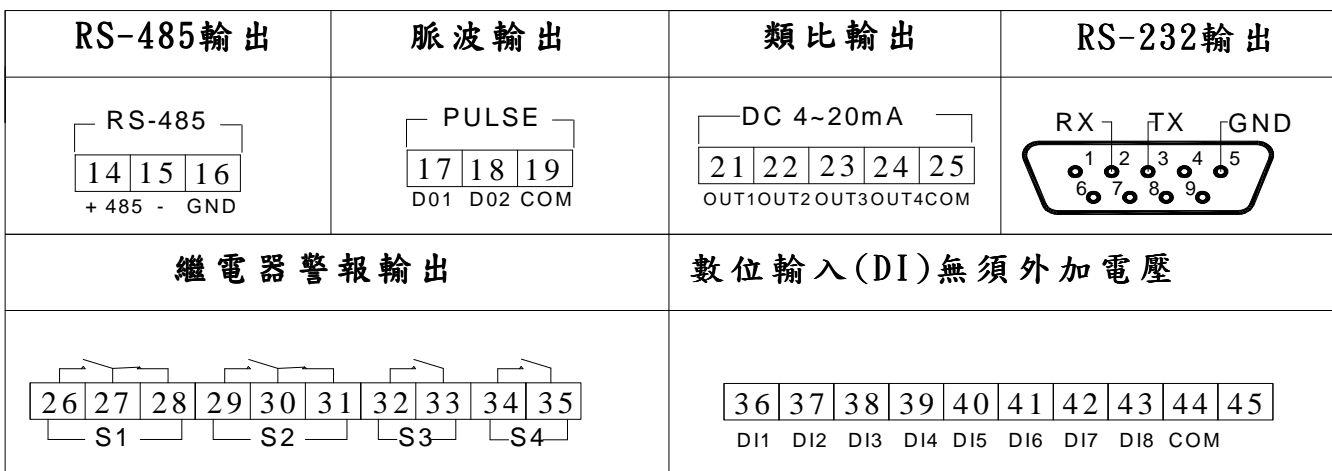 RS-485輸出 脈波輸出 類比輸出 RS-232輸出
RS-485
14 15 16
+ 485 - GND
PULSE
17 18 19
D01 D02 COM
DC 4~20mA
21 22 23 24 25
OUT1 OUT2 OUT3 OUT4 COM
RX TX GND
1 2 3 4 5
6 7 8 9
繼電器警報輸出 數位輸入(DI)無須外加電壓
26 27 28 29 30 31 32 33 34 35
S1 S2 S3 S4
36 37 38 39 40 41 42 43 44 45
DI1 DI2 DI3 DI4 DI5 DI6 DI7 DI8 COM